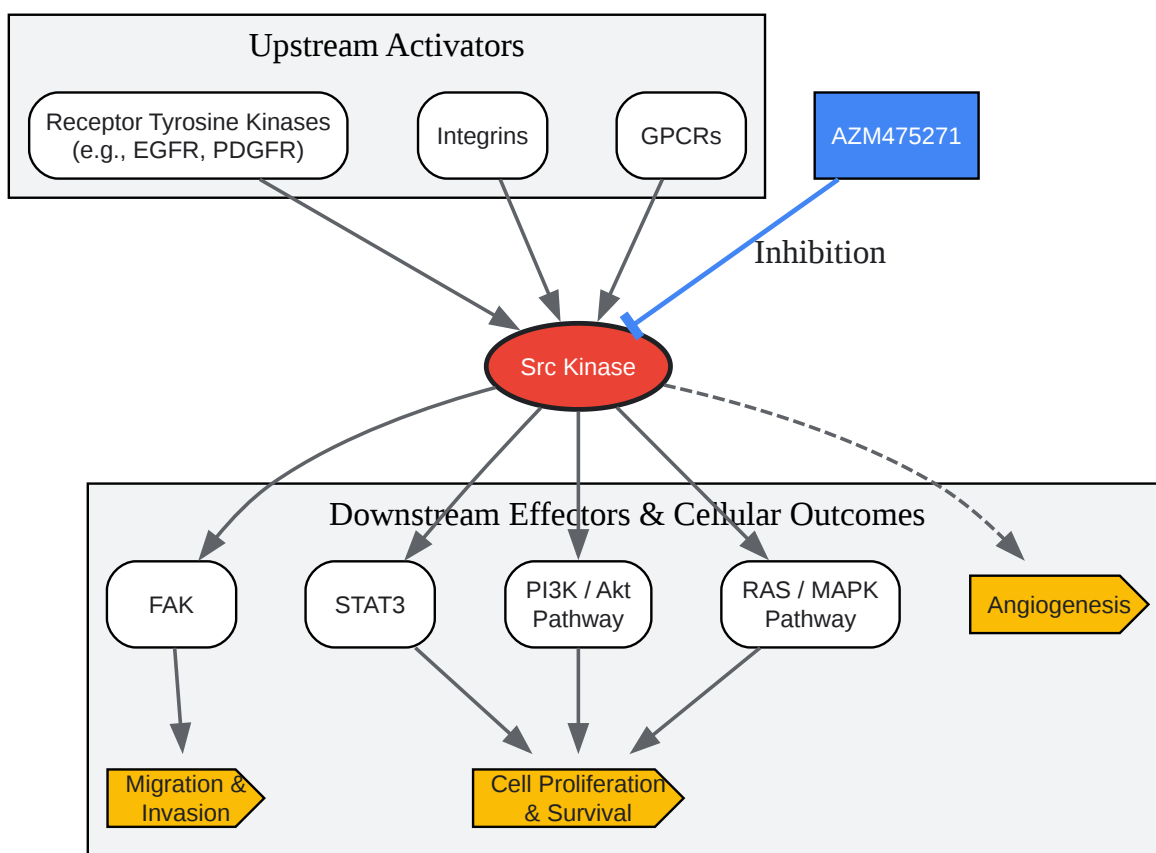 Upstream Activators
Receptor Tyrosine Kinases
(e.g., EGFR, PDGFR)
Integrins
GPCRs
AZM475271
Inhibition
Src Kinase
Downstream Effectors & Cellular Outcomes
FAK
STAT3
PI3K / Akt
Pathway
RAS / MAPK
Pathway
Angiogenesis
Migration &
Invasion
Cell Proliferation
& Survival